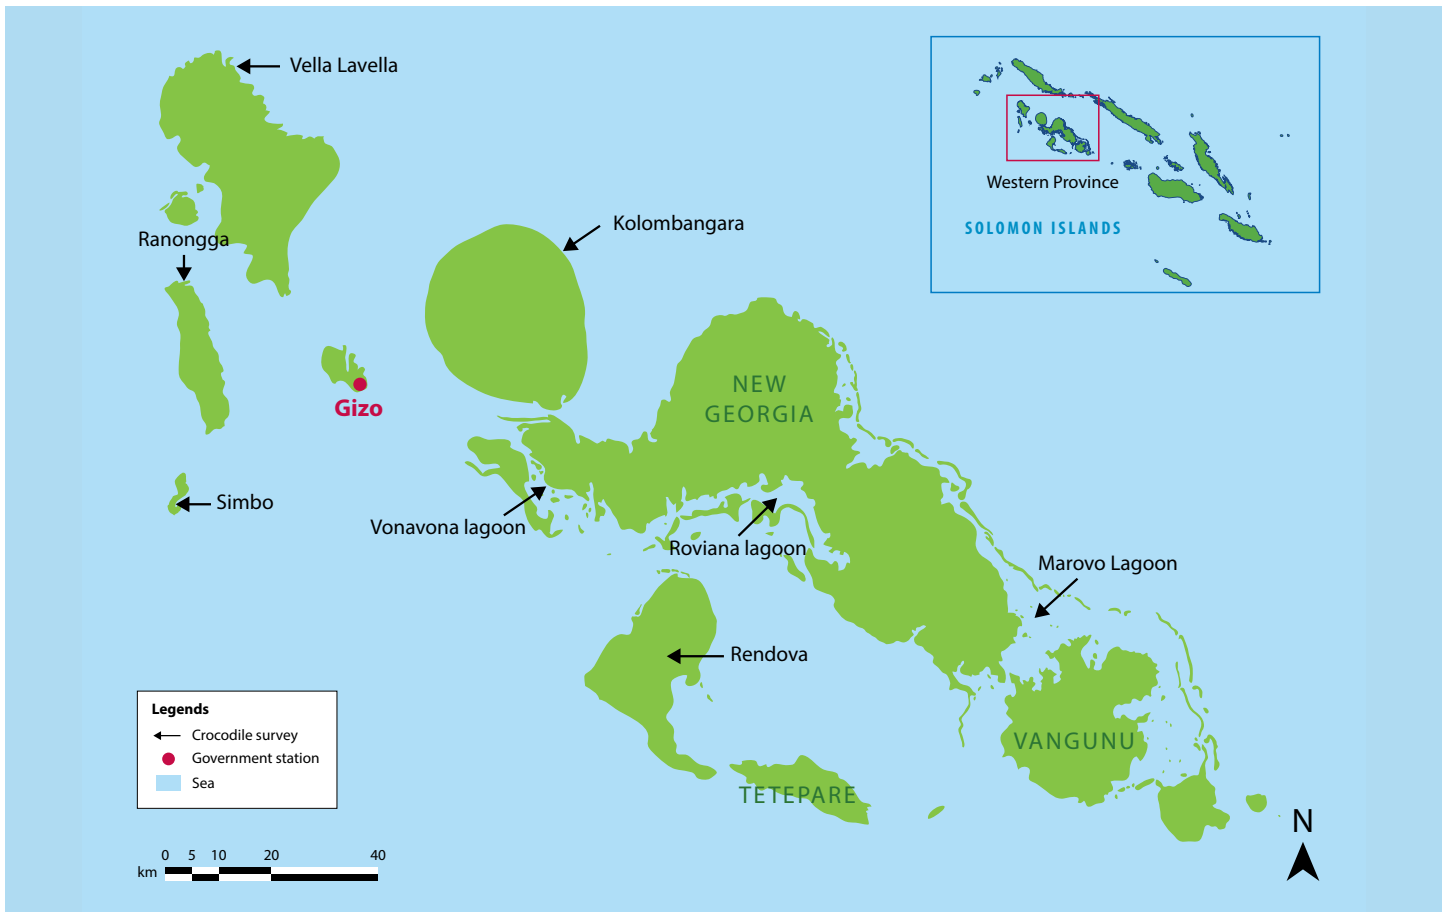 Vella Lavella
Western Province
SOLOMON ISLANDS
Ranongga
Kolombangara
NEW
GEORGIA
Gizo
Simbo
Vonavona lagoon
Roviana lagoon
Marovo Lagoon
Rendova
VANGUNU
TETEPARE
Legends
Crocodile survey
Government station
Sea
N
0 5 10 20 40
km